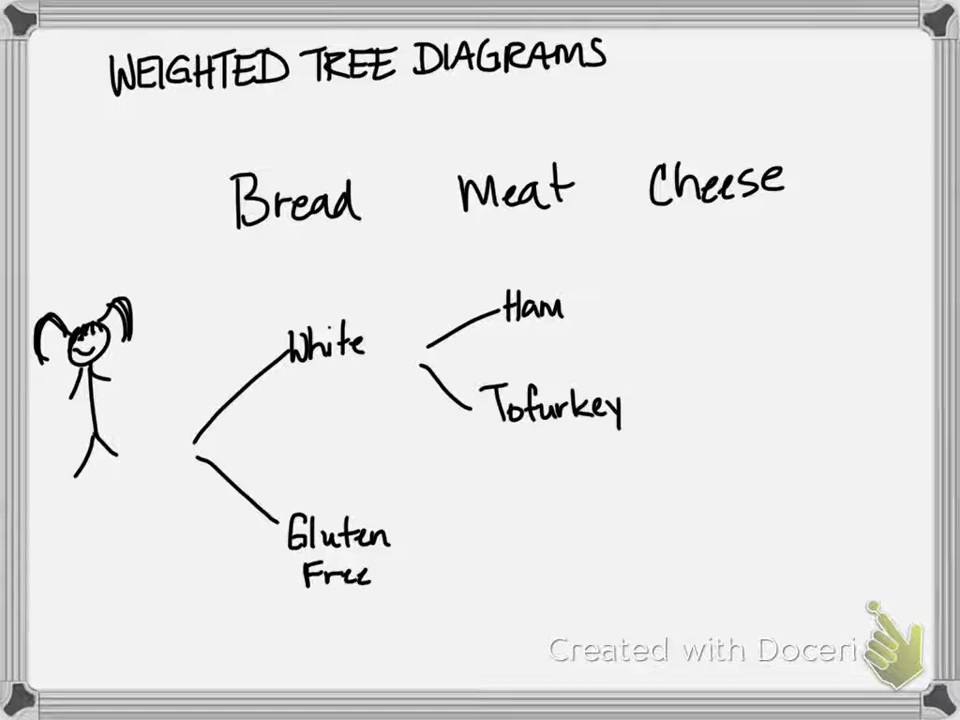 WEIGHTED TREE DIAGRAMS
Bread Meat Cheese
Ham
White
Tofurkey
Gluten
Free
Created with Doceri